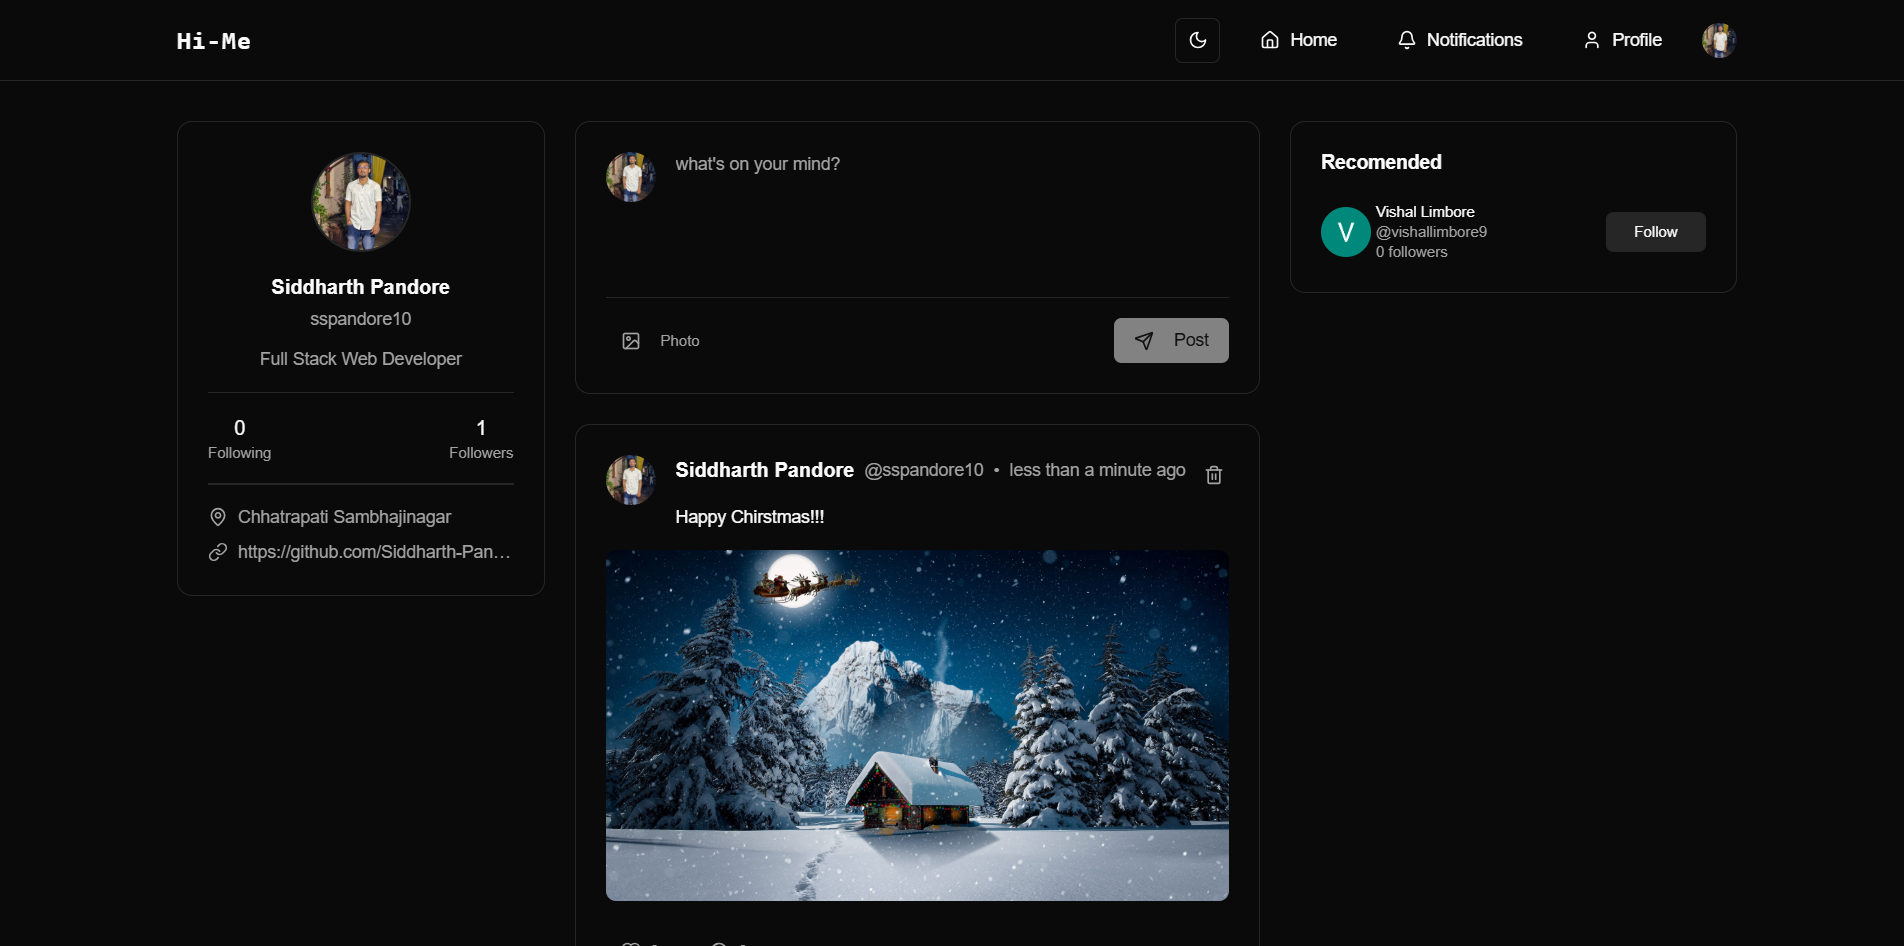 Hi-Me
Home
Notifications
Profile
Siddharth Pandore
sspandore10
Full Stack Web Developer
0
Following
1
Followers
Chhatrapati Sambhajinagar
https://github.com/Siddharth-Pan…
what's on your mind?
Photo
Post
Siddharth Pandore @sspandore10 • less than a minute ago
Happy Chirstmas!!!
Recomended
V
Vishal Limbore
@vishallimbore9
0 followers
Follow